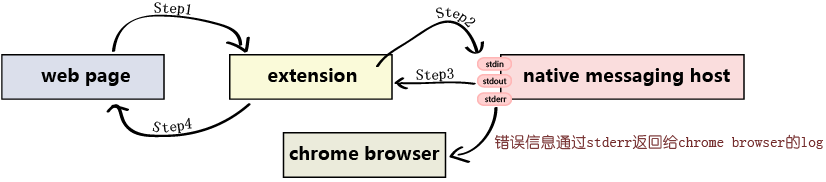 Step1
Step2
web page
extension
stdin
stdout
stderr
native messaging host
Step3
Step4
chrome browser
错误信息通过stderr返回给chrome browser的log